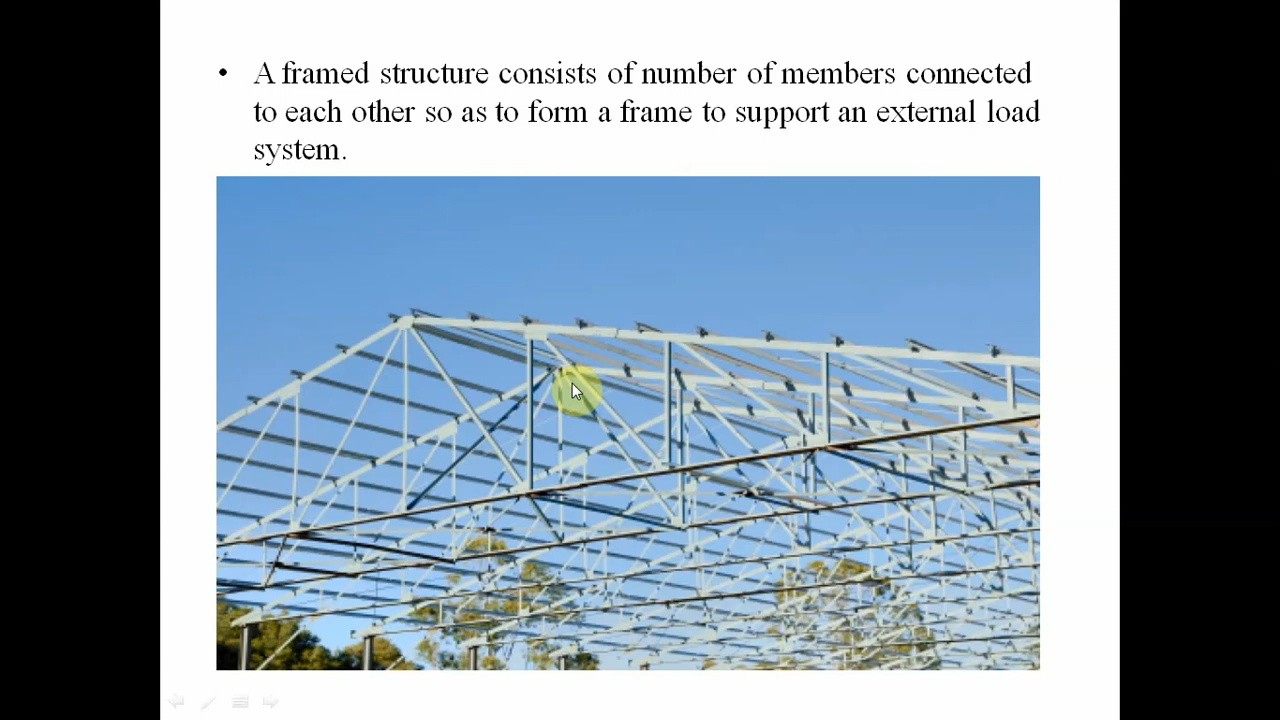 • A framed structure consists of number of members connected
to each other so as to form a frame to support an external load
system.